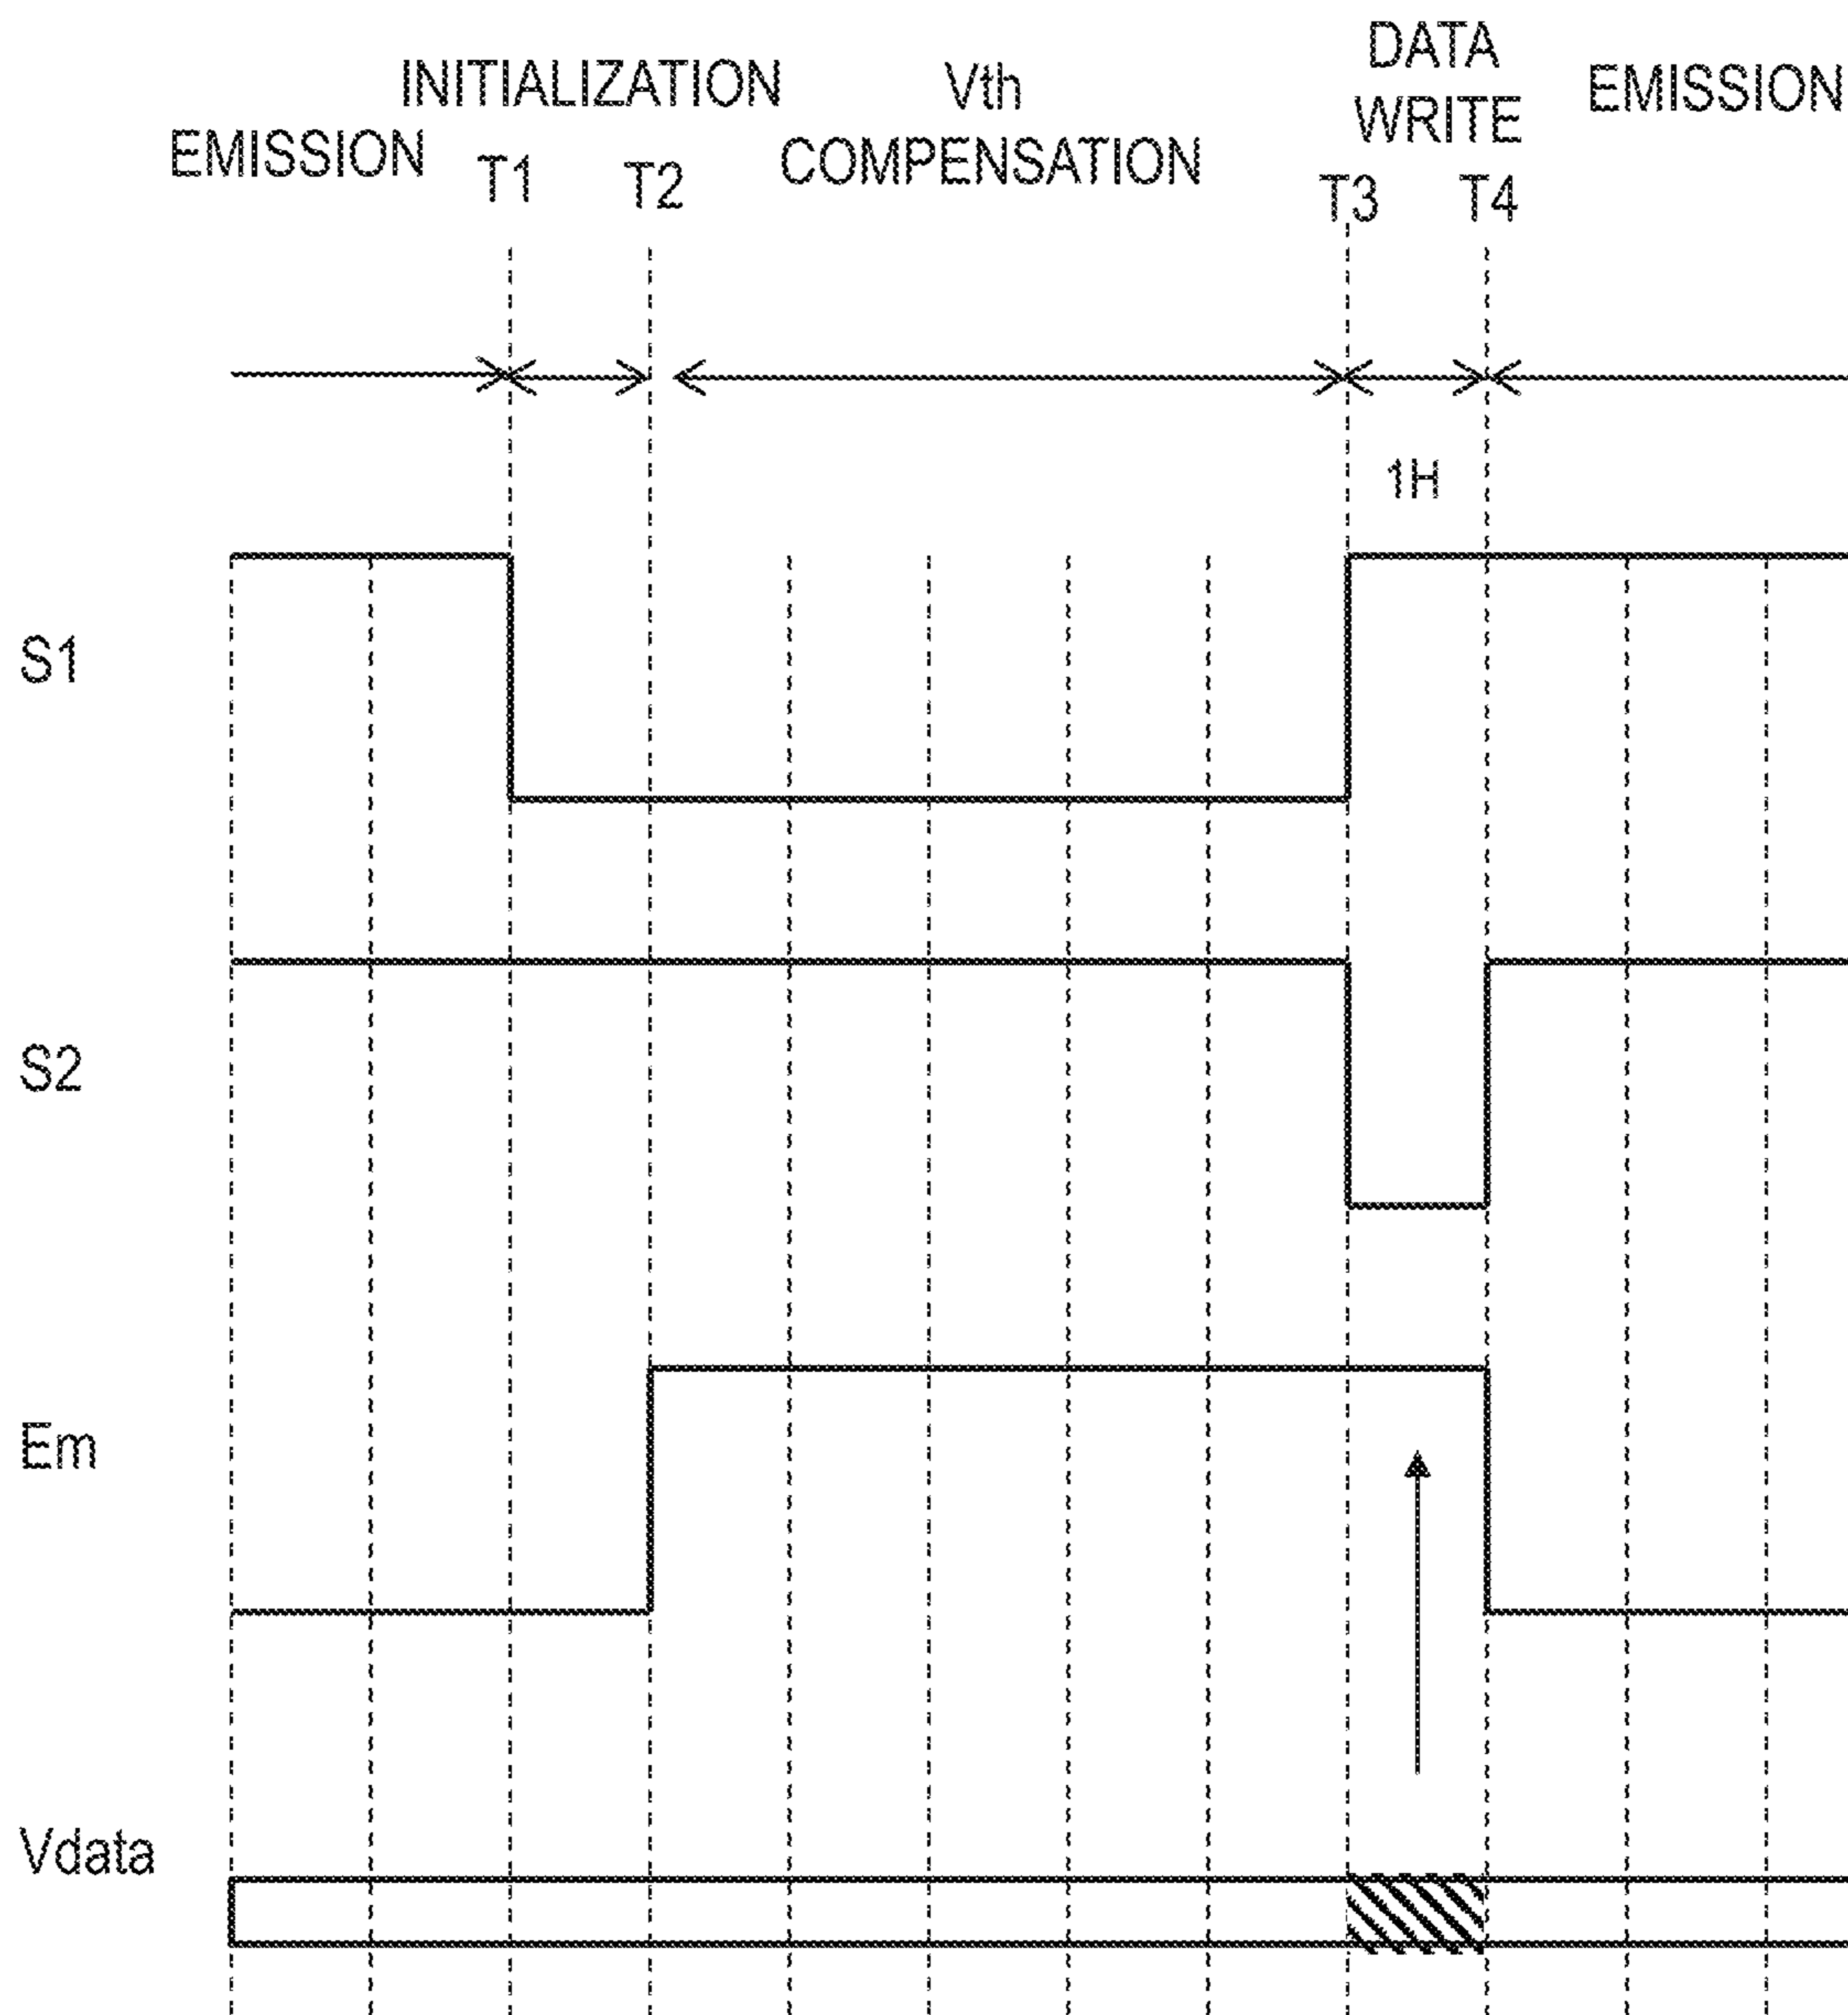 EMISSION
INITIALIZATION
T1
T2
Vth
COMPENSATION
DATA
WRITE
T3
T4
EMISSION
1H
S1
S2
Em
Vdata